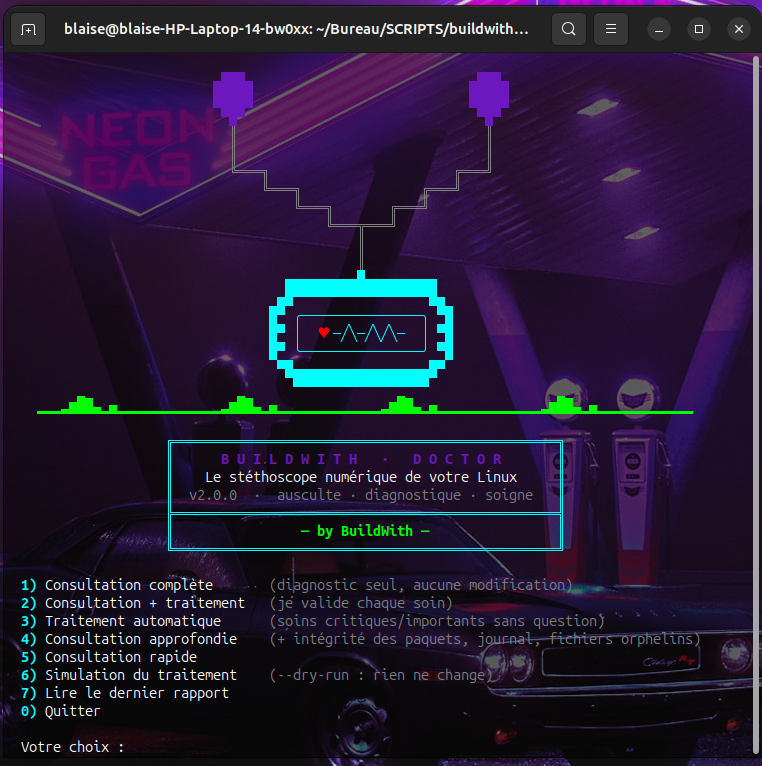 blaise@blaise-HP-Laptop-14-bw0xx: ~/Bureau/SCRIPTS/buildwith…
NEON
GAS
BUILDWITH · DOCTOR
Le stéthoscope numérique de votre Linux
v2.0.0 · ausculte · diagnostique · soigne
— by BuildWith —
1) Consultation complète (diagnostic seul, aucune modification)
2) Consultation + traitement (je valide chaque soin)
3) Traitement automatique (soins critiques/importants sans question)
4) Consultation approfondie (+ intégrité des paquets, journal, fichiers orphelins)
5) Consultation rapide
6) Simulation du traitement (--dry-run : rien ne change)
7) Lire le dernier rapport
0) Quitter
Votre choix :